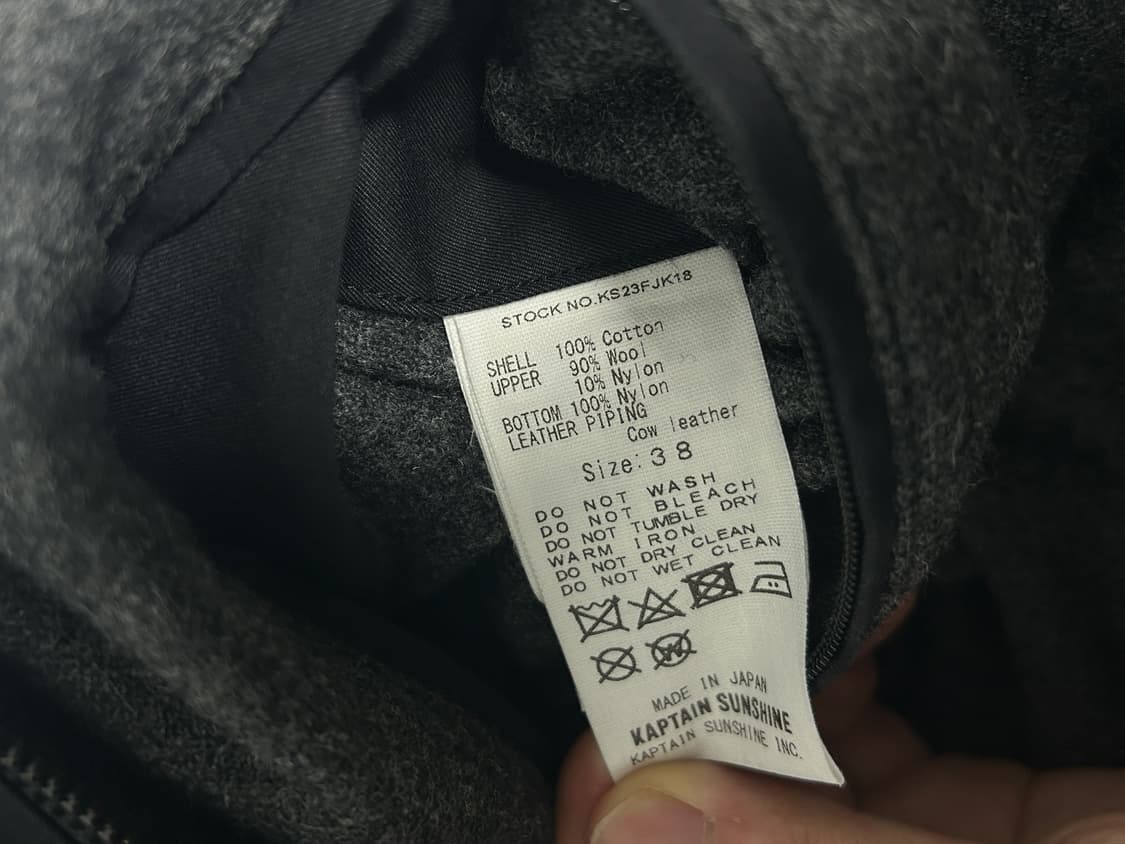 STOCK NO.KS23FJK18
SHELL 100% Cotton
UPPER 90% Wool
10% Nylon
BOTTOM 100% Nylon
LEATHER PIPING
Cow leather
Size:38
DO NOT WASH
DO NOT BLEACH
DO NOT TUMBLE DRY
WARM IRON
DO NOT DRY CLEAN
DO NOT WET CLEAN
W
MADE IN JAPAN
KAPTAIN SUNSHINE
KAPTAIN SUNSHINE INC.